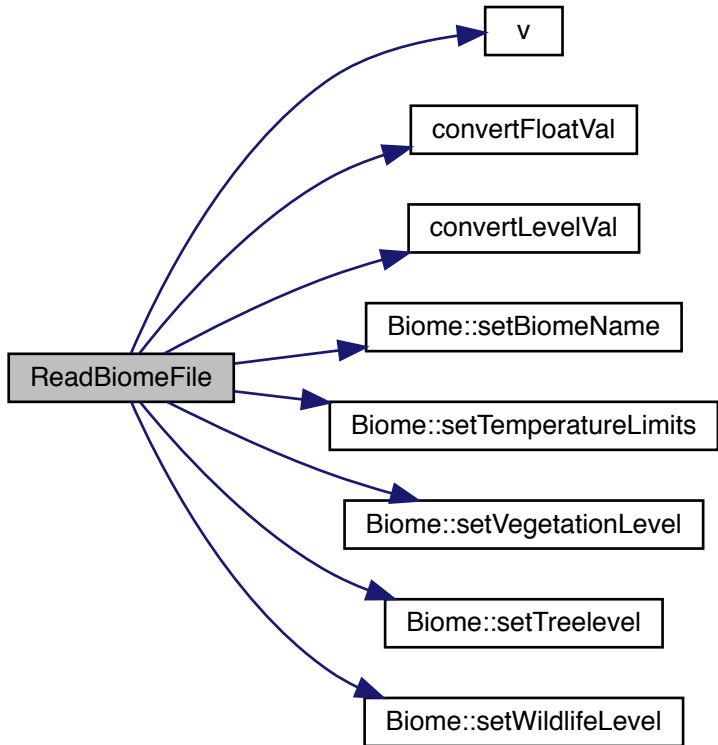 v
convertFloatVal
convertLevelVal
Biome::setBiomeName
ReadBiomeFile
Biome::setTemperatureLimits
Biome::setVegetationLevel
Biome::setTreelevel
Biome::setWildlifeLevel